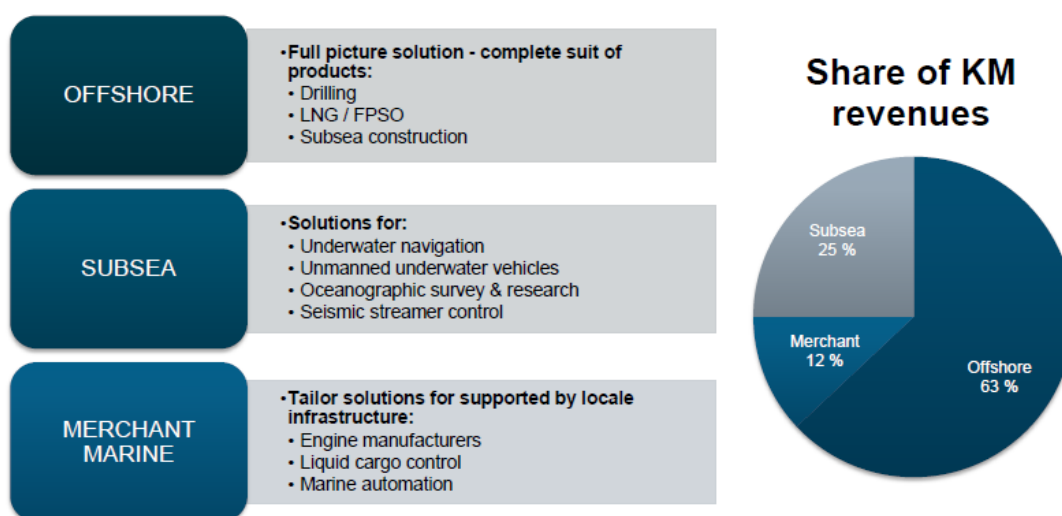 OFFSHORE
•Full picture solution - complete suit of
products:
• Drilling
• LNG / FPSO
• Subsea construction
SUBSEA
•Solutions for:
• Underwater navigation
• Unmanned underwater vehicles
• Oceanographic survey & research
• Seismic streamer control
MERCHANT
MARINE
•Tailor solutions for supported by locale
infrastructure:
• Engine manufacturers
• Liquid cargo control
• Marine automation
Share of KM
revenues
Subsea
25 %
Merchant
12 %
Offshore
63 %